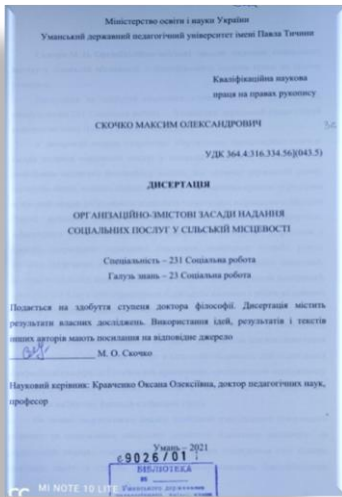 Міністерство освіти і науки України
Уманський державний педагогічний університет імені Павла Тичини
Кваліфікаційна наукова
праця на правах рукопису
СКОЧКО МАКСИМ ОЛЕКСАНДРОВИЧ
УДК 364.4:316.334.56](043.5)
ДИСЕРТАЦІЯ
ОРГАНІЗАЦІЙНО-ЗМІСТОВІ ЗАСАДИ НАДАННЯ
СОЦІАЛЬНИХ ПОСЛУГ У СІЛЬСЬКІЙ МІСЦЕВОСТІ
Спеціальність – 231 Соціальна робота
Галузь знань – 23 Соціальна робота
Подається на здобуття ступеня доктора філософії. Дисертація містить
результати власних досліджень. Використання ідей, результатів і текстів
інших авторів мають посилання на відповідне джерело
М. О. Скочко
Науковий керівник: Кравченко Оксана Олексіївна, доктор педагогічних наук,
професор
Умань – 2021
с9026/01
БІБЛІОТЕКА
Уманського державного
MI NOTE 10 LITE